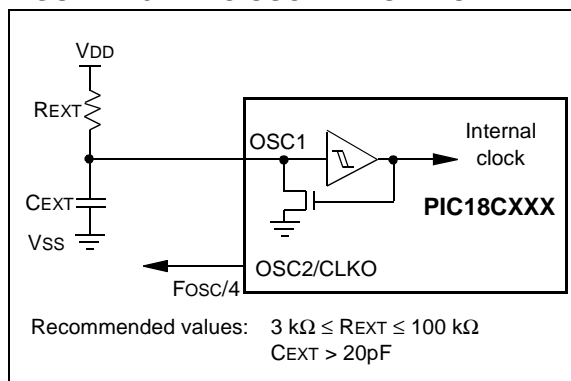 VDD
REXT
OSC1
Internal
clock
CEXT
PIC18CXXX
VSS
OSC2/CLKO
FOSC/4
Recommended values: 3 kΩ ≤ REXT ≤ 100 kΩ
CEXT > 20pF